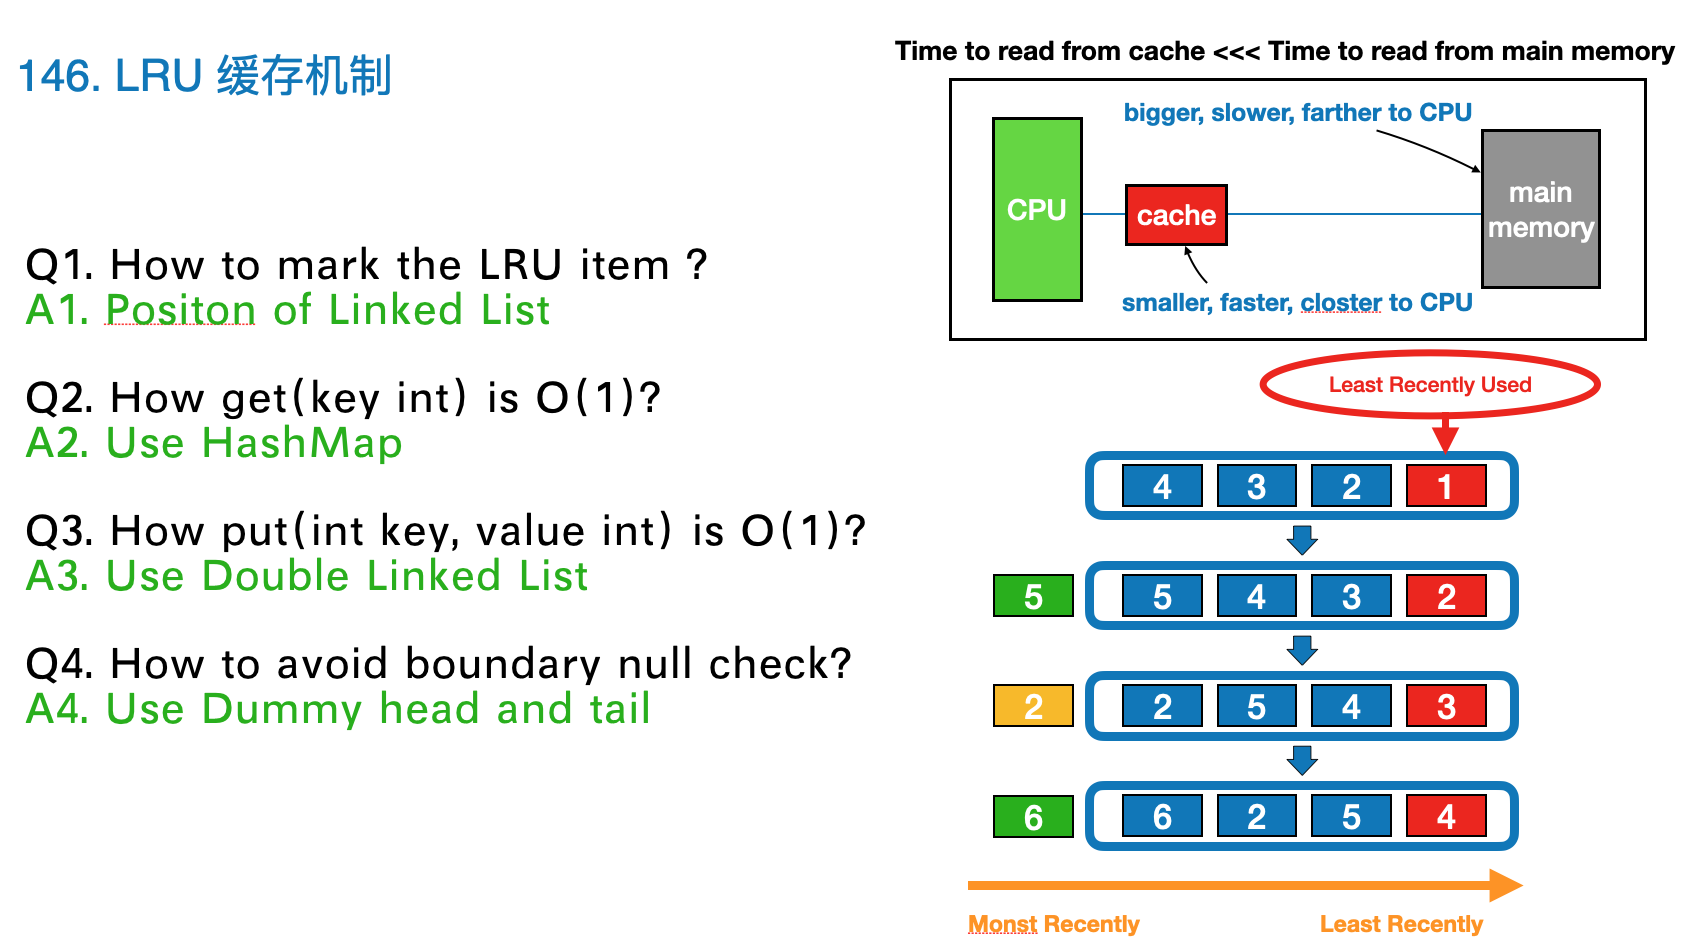 146. LRU 缓存机制
Q1. How to mark the LRU item ?
A1. Positon of Linked List
Q2. How get(key int) is O(1)?
A2. Use HashMap
Q3. How put(int key, value int) is O(1)?
A3. Use Double Linked List
Q4. How to avoid boundary null check?
A4. Use Dummy head and tail
Time to read from cache <<< Time to read from main memory
bigger, slower, farther to CPU
CPU
cache
main
memory
smaller, faster, closter to CPU
Least Recently Used
4 3 2 1
5 5 4 3 2
2 2 5 4 3
6 6 2 5 4
Monst Recently
Least Recently